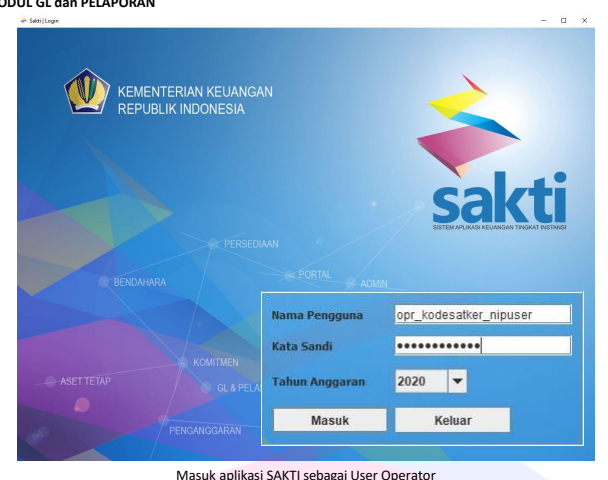 ODUL GL dan PELAPORAN
Sakti | Login
KEMENTERIAN KEUANGAN
REPUBLIK INDONESIA
sakti
SISTEM APLIKASI KEUANGAN TINGKAT INSTANSI
PERSEDIAAN
PORTAL
BENDAHARA
ADMIN
Nama Pengguna opr_kodesatker_nipuser
Kata Sandi ••••••••••••
KOMITMEN
ASET TETAP
GL & PELA
Tahun Anggaran 2020
Masuk Keluar
PENGANGGARAN
Masuk aplikasi SAKTI sebagai User Operator